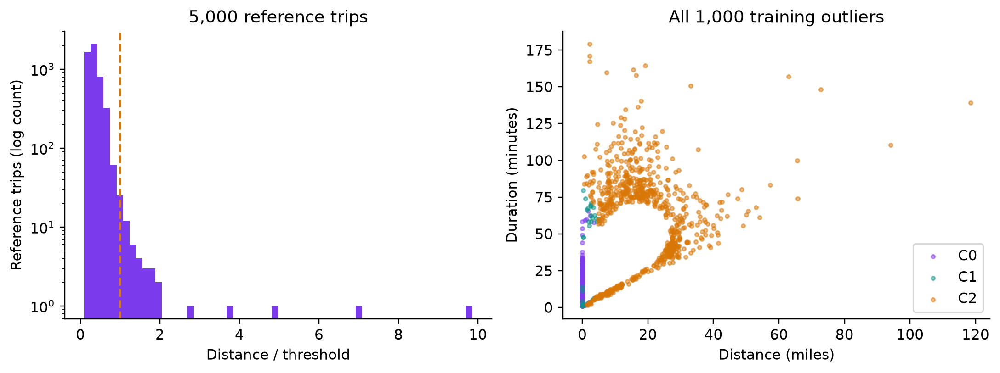 5,000 reference trips
Reference trips (log count)
10³
10²
10¹
10⁰
0 2 4 6 8 10
Distance / threshold
All 1,000 training outliers
Duration (minutes)
175
150
125
100
75
50
25
0
0 20 40 60 80 100 120
Distance (miles)
C0
C1
C2